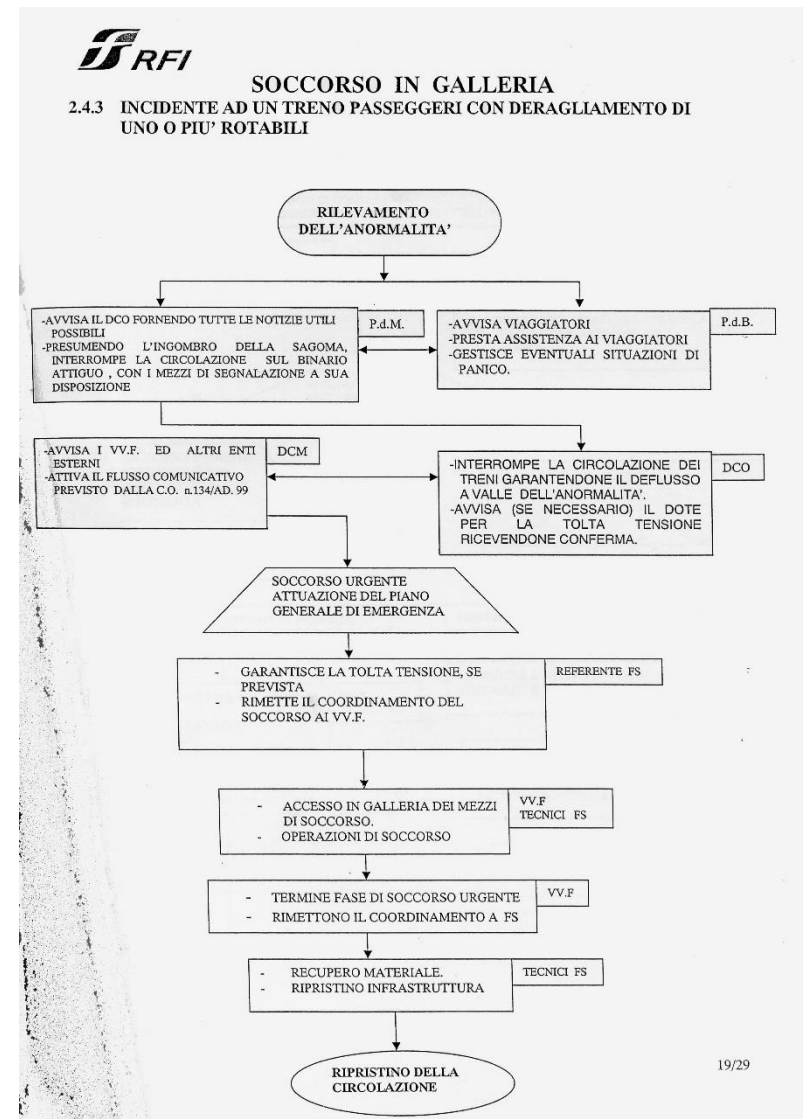 RFI
SOCCORSO IN GALLERIA
2.4.3 INCIDENTE AD UN TRENO PASSEGGERI CON DERAGLIAMENTO DI
UNO O PIU' ROTABILI
RILEVAMENTO
DELL'ANORMALITA'
-AVVISA IL DCO FORNENDO TUTTE LE NOTIZIE UTILI
POSSIBILI
-PRESUMENDO L'INGOMBRO DELLA SAGOMA,
INTERROMPE LA CIRCOLAZIONE SUL BINARIO
ATTIGUO , CON I MEZZI DI SEGNALAZIONE A SUA
DISPOSIZIONE
P.d.M.
-AVVISA VIAGGIATORI
-PRESTA ASSISTENZA AI VIAGGIATORI
-GESTISCE EVENTUALI SITUAZIONI DI
PANICO.
P.d.B.
-AVVISA I VV.F. ED ALTRI ENTI
ESTERNI
-ATTIVA IL FLUSSO COMUNICATIVO
PREVISTO DALLA C.O. n.134/AD. 99
DCM
-INTERROMPE LA CIRCOLAZIONE DEI
TRENI GARANTENDONE IL DEFLUSSO
A VALLE DELL'ANORMALITA'.
-AVVISA (SE NECESSARIO) IL DOTE
PER LA TOLTA TENSIONE
RICEVENDONE CONFERMA.
DCO
SOCCORSO URGENTE
ATTUAZIONE DEL PIANO
GENERALE DI EMERGENZA
- GARANTISCE LA TOLTA TENSIONE, SE
PREVISTA
- RIMETTE IL COORDINAMENTO DEL
SOCCORSO AI VV.F.
REFERENTE FS
- ACCESSO IN GALLERIA DEI MEZZI
DI SOCCORSO.
- OPERAZIONI DI SOCCORSO
VV.F
TECNICI FS
- TERMINE FASE DI SOCCORSO URGENTE
- RIMETTONO IL COORDINAMENTO A FS
VV.F
- RECUPERO MATERIALE.
- RIPRISTINO INFRASTRUTTURA
TECNICI FS
RIPRISTINO DELLA
CIRCOLAZIONE
19/29